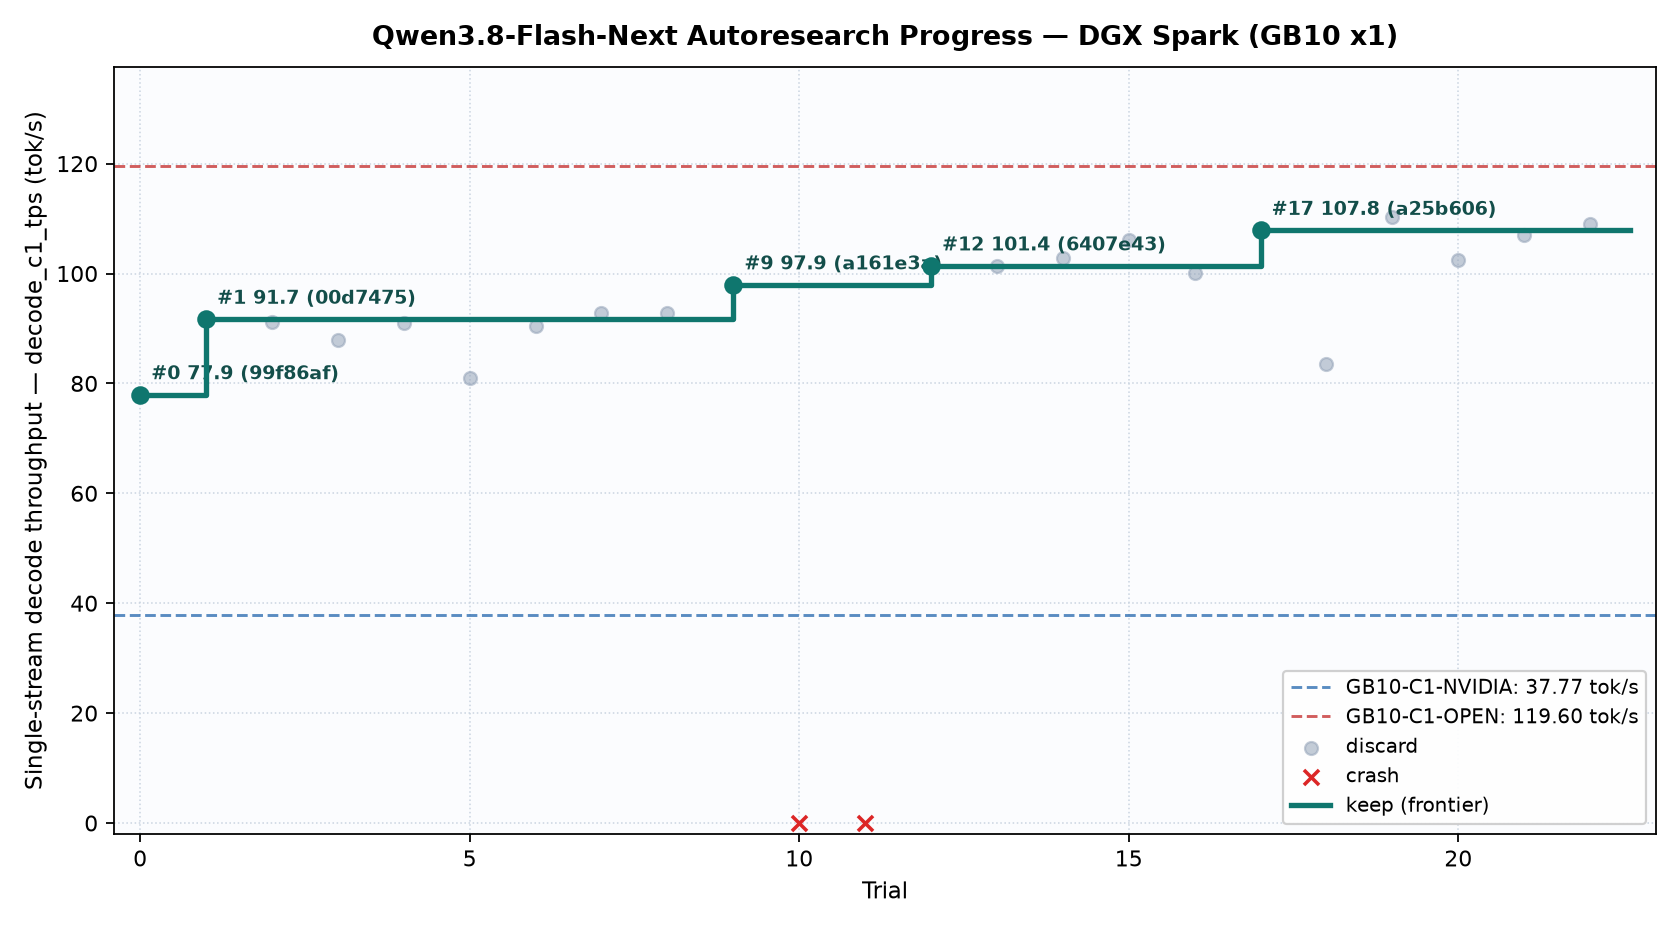 Qwen3.8-Flash-Next Autoresearch Progress — DGX Spark (GB10 x1)
Single-stream decode throughput — decode_c1_tps (tok/s)
120
100
80
60
40
20
0
#0 77.9 (99f86af)
#1 91.7 (00d7475)
#9 97.9 (a161e3
#12 101.4 (6407e43)
#17 107.8 (a25b606)
GB10-C1-NVIDIA: 37.77 tok/s
GB10-C1-OPEN: 119.60 tok/s
discard
crash
keep (frontier)
0
5
10
15
20
Trial